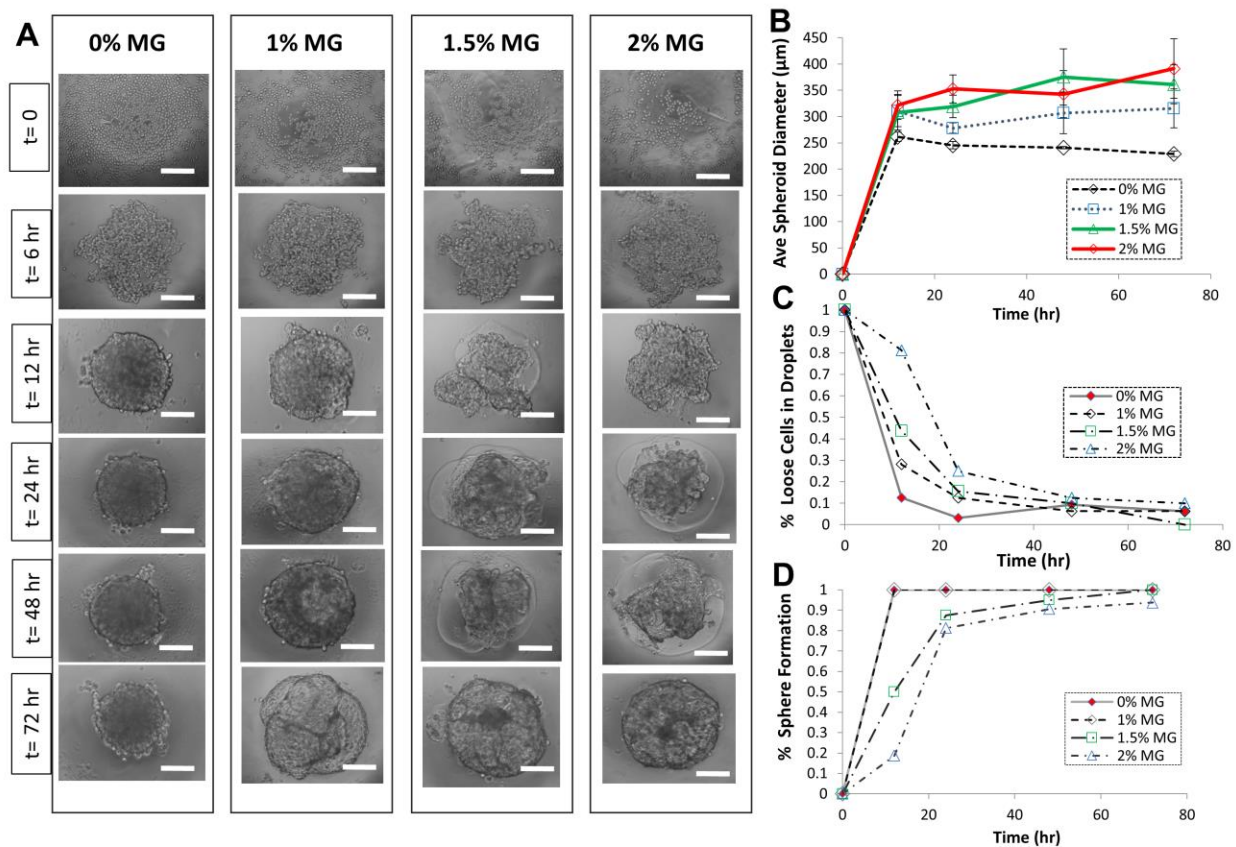 A
0% MG
1% MG
1.5% MG
2% MG
t= 0
t= 6 hr
t= 12 hr
t= 24 hr
t= 48 hr
t= 72 hr
B
Ave Spheroid Diameter (µm)
450
400
350
300
250
200
150
100
50
0
0% MG
1% MG
1.5% MG
2% MG
0 20 40 60 80
Time (hr)
C
% Loose Cells in Droplets
1
0.9
0.8
0.7
0.6
0.5
0.4
0.3
0.2
0.1
0
0% MG
1% MG
1.5% MG
2% MG
0 20 40 60 80
Time (hr)
D
% Sphere Formation
1
0.9
0.8
0.7
0.6
0.5
0.4
0.3
0.2
0.1
0
0% MG
1% MG
1.5% MG
2% MG
0 20 40 60 80
Time (hr)